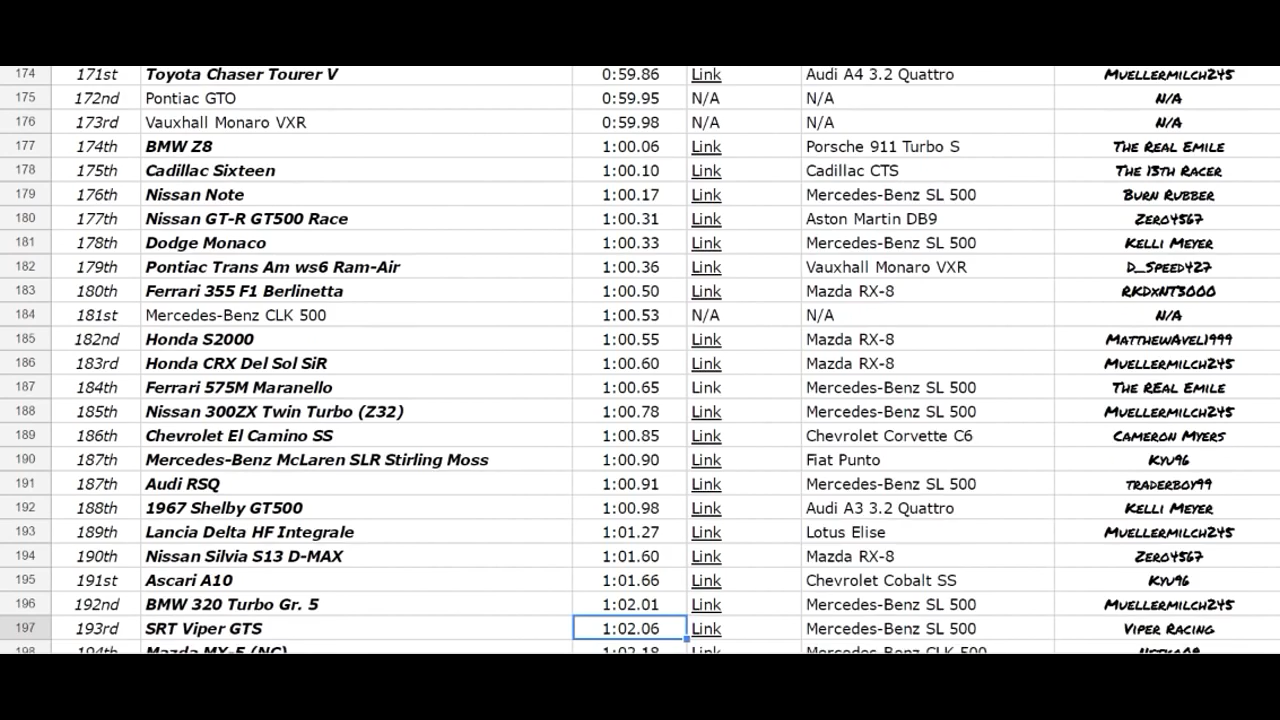 174 171st Toyota Chaser Tourer V 0:59.86 Link Audi A4 3.2 Quattro Muellermilch245
175 172nd Pontiac GTO 0:59.95 N/A N/A N/A
176 173rd Vauxhall Monaro VXR 0:59.98 N/A N/A N/A
177 174th BMW Z8 1:00.06 Link Porsche 911 Turbo S The Real Emile
178 175th Cadillac Sixteen 1:00.10 Link Cadillac CTS The 13th Racer
179 176th Nissan Note 1:00.17 Link Mercedes-Benz SL 500 Burn Rubber
180 177th Nissan GT-R GT500 Race 1:00.31 Link Aston Martin DB9 Zero4567
181 178th Dodge Monaco 1:00.33 Link Mercedes-Benz SL 500 Kelli Meyer
182 179th Pontiac Trans Am ws6 Ram-Air 1:00.36 Link Vauxhall Monaro VXR D_Speed427
183 180th Ferrari 355 F1 Berlinetta 1:00.50 Link Mazda RX-8 RKDxNT3000
184 181st Mercedes-Benz CLK 500 1:00.53 N/A N/A N/A
185 182nd Honda S2000 1:00.55 Link Mazda RX-8 MatthewAvel1999
186 183rd Honda CRX Del Sol SiR 1:00.60 Link Mazda RX-8 Muellermilch245
187 184th Ferrari 575M Maranello 1:00.65 Link Mercedes-Benz SL 500 The REal Emile
188 185th Nissan 300ZX Twin Turbo (Z32) 1:00.78 Link Mercedes-Benz SL 500 Muellermilch245
189 186th Chevrolet El Camino SS 1:00.85 Link Chevrolet Corvette C6 Cameron Myers
190 187th Mercedes-Benz McLaren SLR Stirling Moss 1:00.90 Link Fiat Punto Kyu96
191 187th Audi RSQ 1:00.91 Link Mercedes-Benz SL 500 traderboy99
192 188th 1967 Shelby GT500 1:00.98 Link Audi A3 3.2 Quattro Kelli Meyer
193 189th Lancia Delta HF Integrale 1:01.27 Link Lotus Elise Muellermilch245
194 190th Nissan Silvia S13 D-MAX 1:01.60 Link Mazda RX-8 Zero4567
195 191st Ascari A10 1:01.66 Link Chevrolet Cobalt SS Kyu96
196 192nd BMW 320 Turbo Gr. 5 1:02.01 Link Mercedes-Benz SL 500 Muellermilch245
197 193rd SRT Viper GTS 1:02.06 Link Mercedes-Benz SL 500 Viper Racing
198 194th Mazda MX-5 (NC) 1:02.18 Link Mercedes-Benz CLK 500